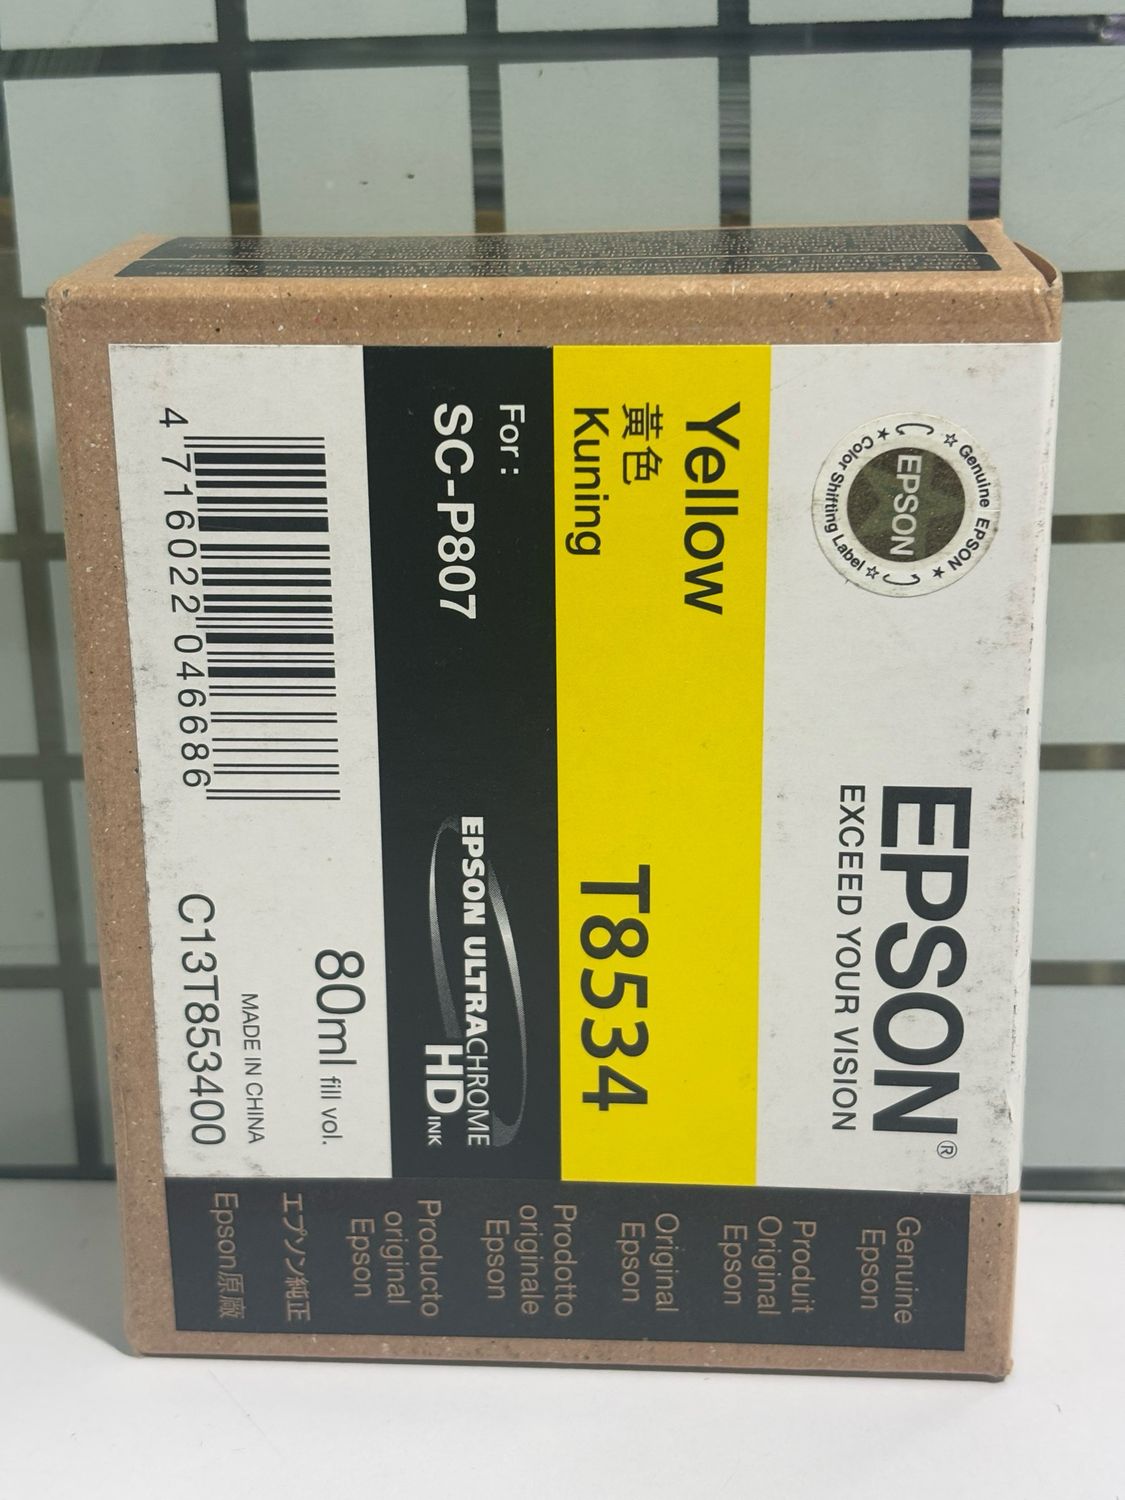 ★ Genuine EPSON ★
EPSON
☆ Color Shifting Label ☆
EPSON®
EXCEED YOUR VISION
Yellow
黃色
Kuning
T8534
For :
SC-P807
EPSON ULTRACHROME
HD INK
80ml fill vol.
MADE IN CHINA
4 716022 046686
C13T853400
Genuine
Epson
Produit
Original
Epson
Original
Epson
Prodotto
originale
Epson
Producto
original
Epson
エプソン純正
Epson原廠